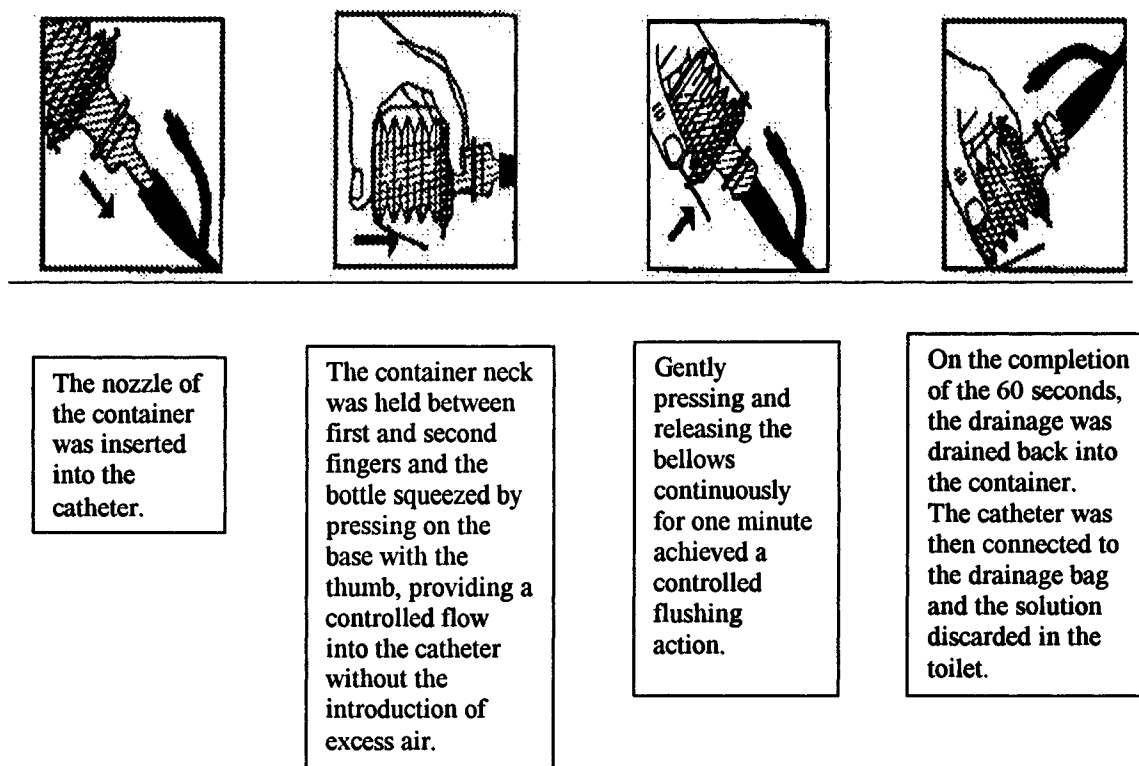 The nozzle of
the container
was inserted
into the
catheter.
The container neck
was held between
first and second
fingers and the
bottle squeezed by
pressing on the
base with the
thumb, providing a
controlled flow
into the catheter
without the
introduction of
excess air.
Gently
pressing and
releasing the
bellows
continuously
for one minute
achieved a
controlled
flushing
action.
On the completion
of the 60 seconds,
the drainage was
drained back into
the container.
The catheter was
then connected to
the drainage bag
and the solution
discarded in the
toilet.